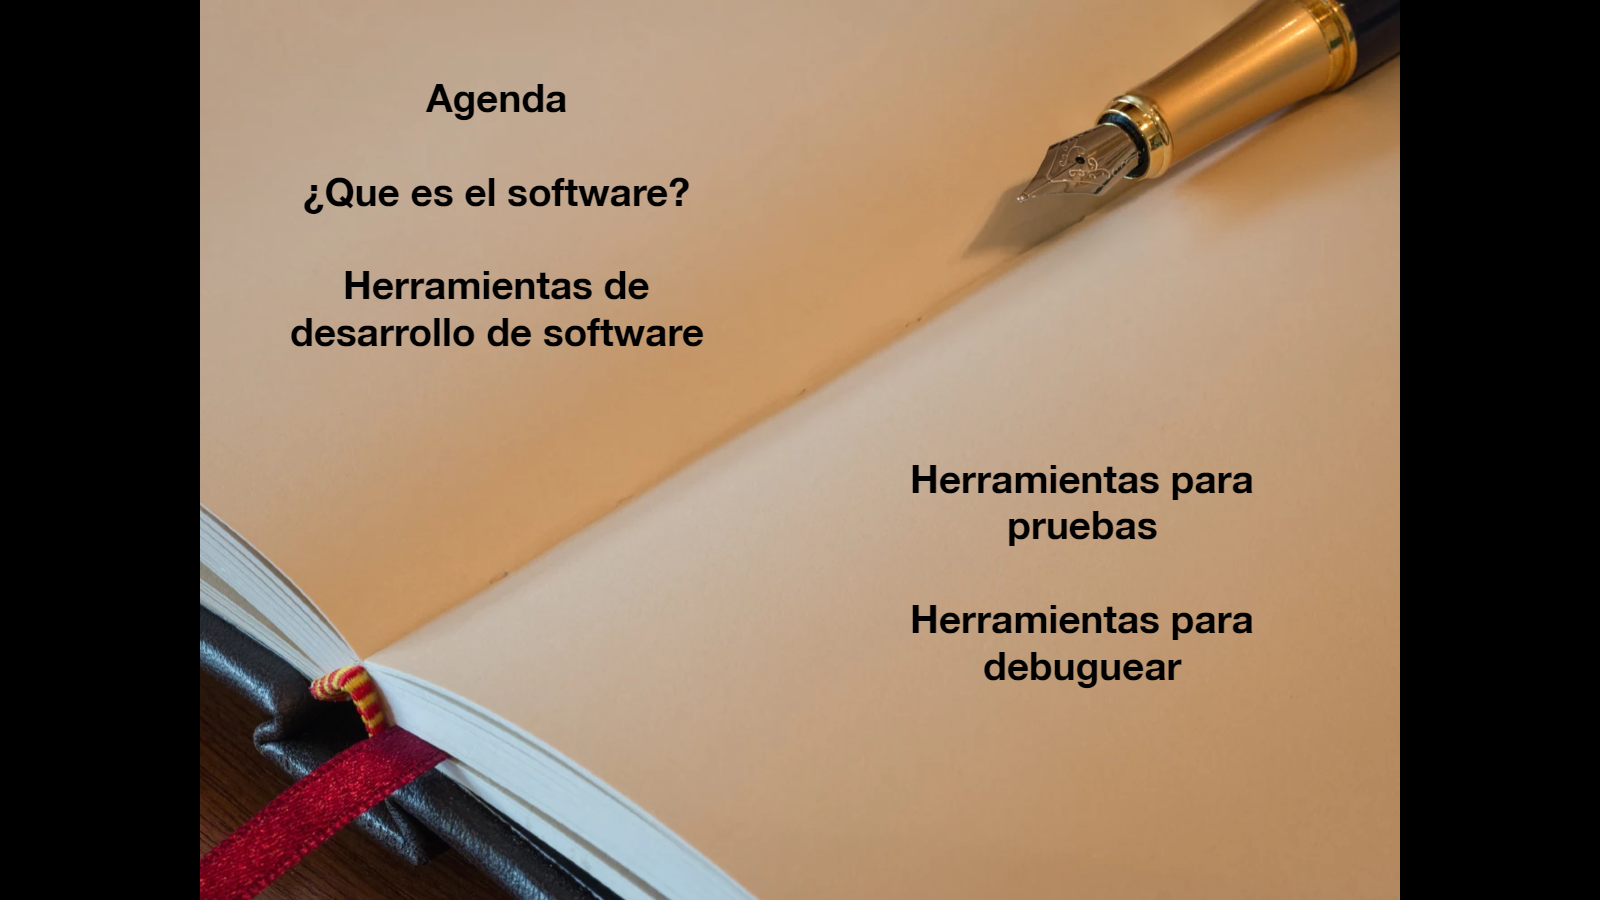 Agenda
¿Que es el software?
Herramientas de
desarrollo de software
Herramientas para
pruebas
Herramientas para
debuguear